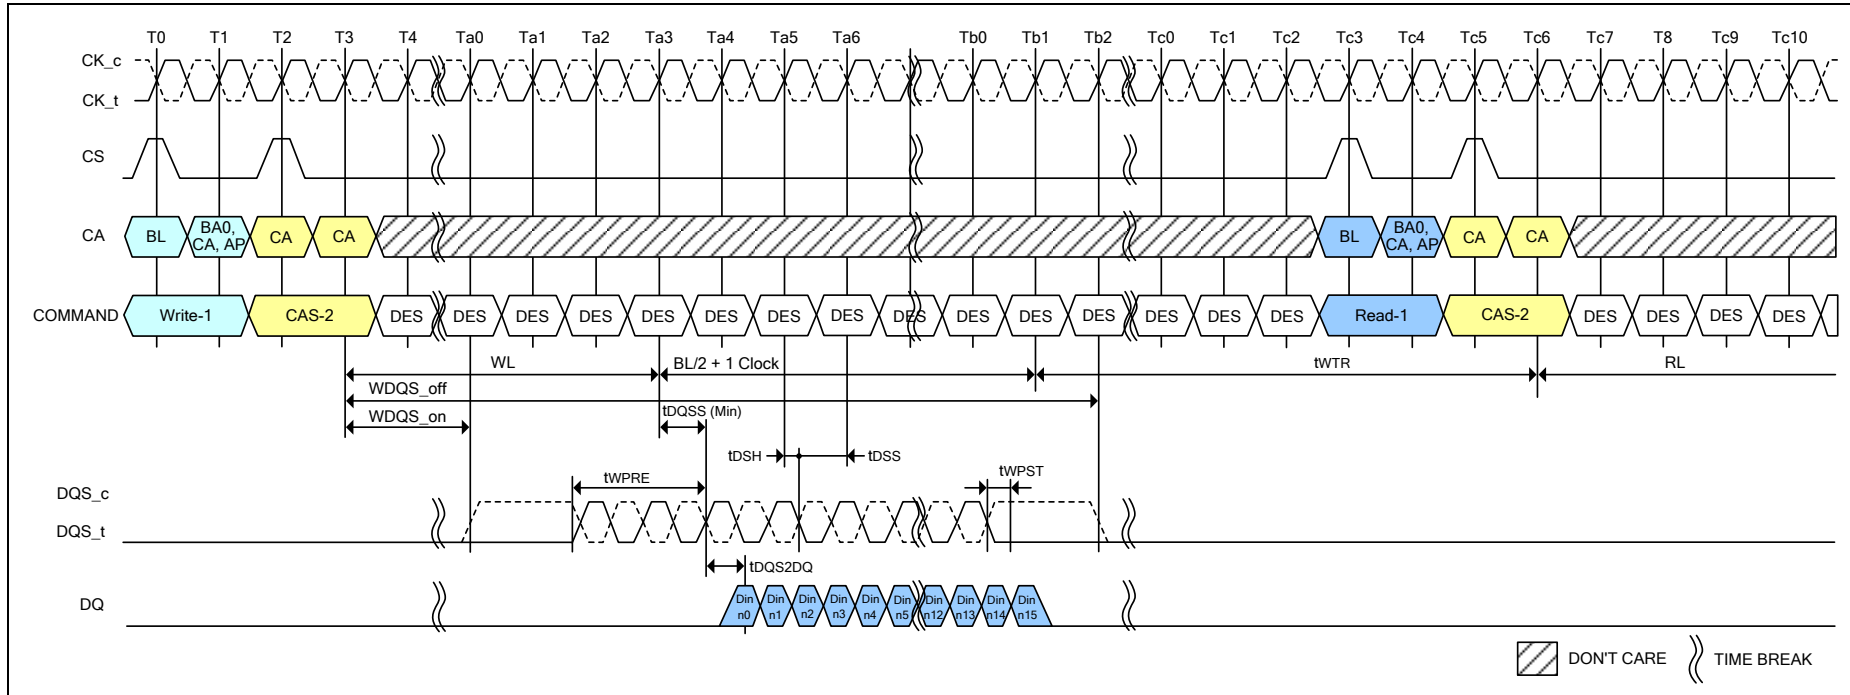 T0 T1 T2 T3 T4 Ta0 Ta1 Ta2 Ta3 Ta4 Ta5 Ta6 Tb0 Tb1 Tb2 Tc0 Tc1 Tc2 Tc3 Tc4 Tc5 Tc6 Tc7 T8 Tc9 Tc10
CK_c
CK_t
CS
CA BL BA0, CA, AP CA CA BL BA0, CA, AP CA CA
COMMAND Write-1 CAS-2 DES DES DES DES DES DES DES DES DES DES DES DES DES DES DES Read-1 CAS-2 DES DES DES DES
WL BL/2 + 1 Clock tWTR RL
WDQS_off
WDQS_on tDQSS (Min)
tDSH tDSS
tWPRE tWPST
DQS_c
DQS_t
tDQS2DQ
DQ Din n0 Din n1 Din n2 Din n3 Din n4 Din n5 Din n12 Din n13 Din n14 Din n15
DON'T CARE TIME BREAK